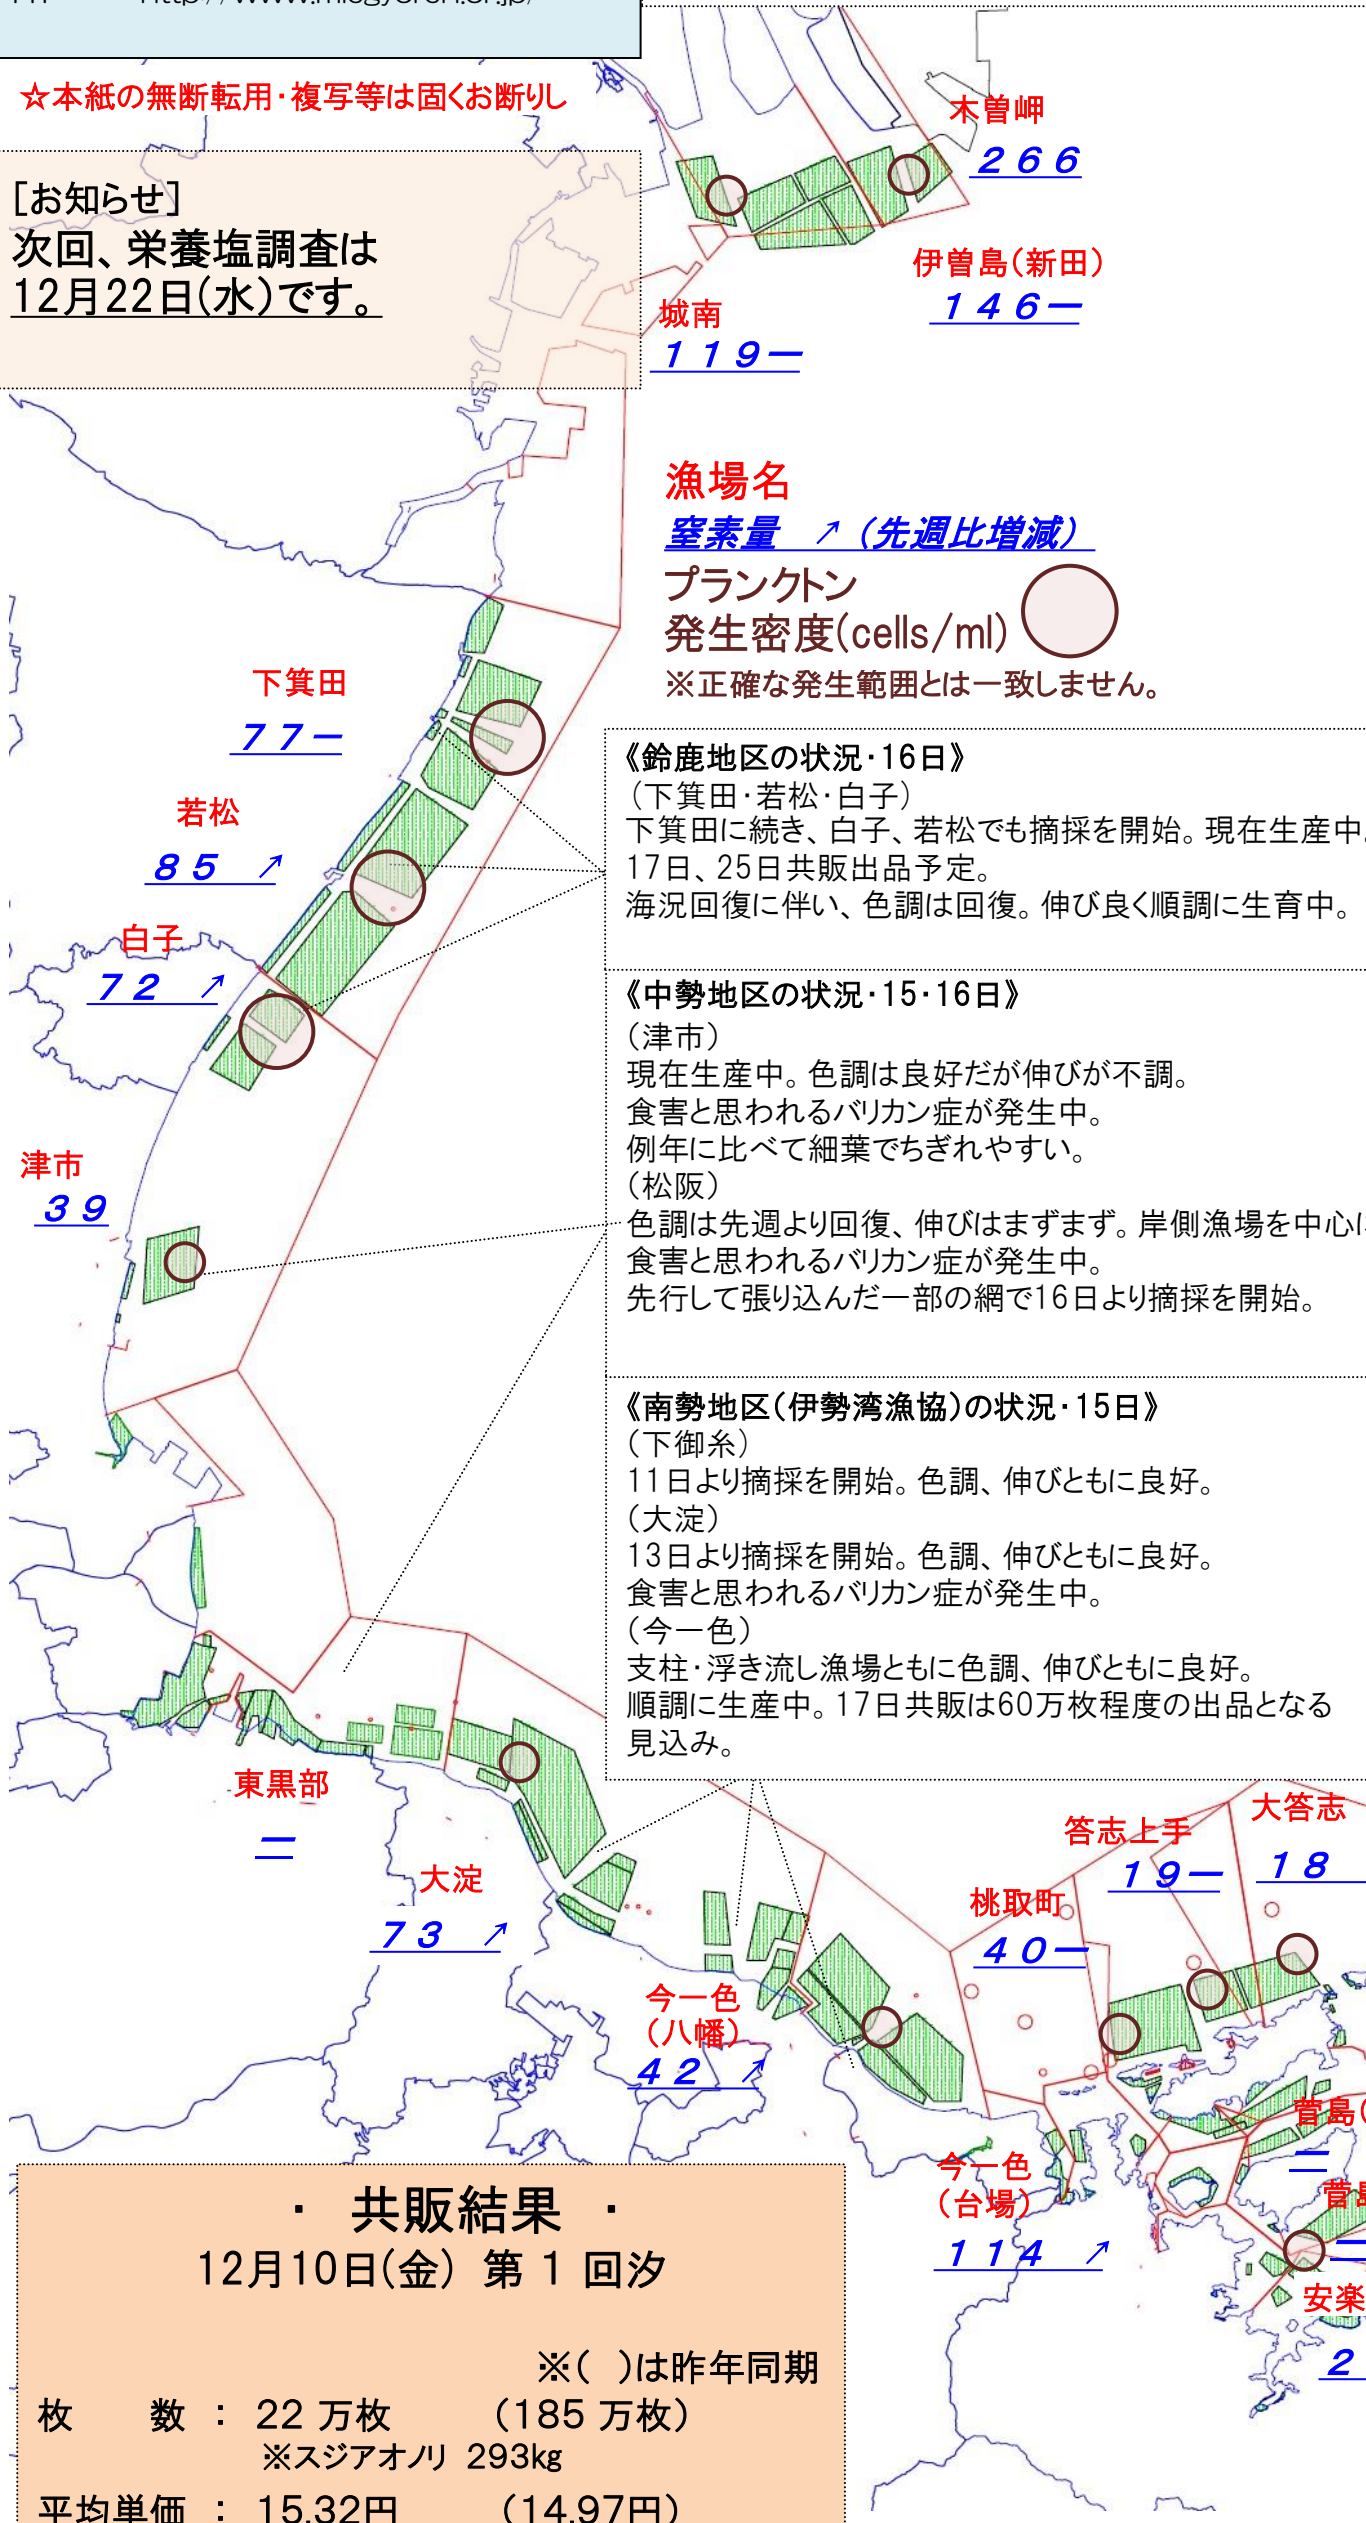 ☆本紙の無断転用・複写等は固くお断りし
[お知らせ]
次回、栄養塩調査は
12月22日(水)です。
木曽岬
266
伊曽島(新田)
146ー
城南
119ー
漁場名
窒素量 ↗(先週比増減)
プランクトン
発生密度(cells/ml)
※正確な発生範囲とは一致しません。
下箕田
77ー
若松
85 ↗
白子
72 ↗
津市
39
《鈴鹿地区の状況・16日》
(下箕田・若松・白子)
下箕田に続き、白子、若松でも摘採を開始。現在生産中。
17日、25日共販出品予定。
海況回復に伴い、色調は回復。伸び良く順調に生育中。
《中勢地区の状況・15・16日》
(津市)
現在生産中。色調は良好だが伸びが不調。
食害と思われるバリカン症が発生中。
例年に比べて細葉でちぎれやすい。
(松阪)
色調は先週より回復、伸びはまずまず。岸側漁場を中心に
食害と思われるバリカン症が発生中。
先行して張り込んだ一部の網で16日より摘採を開始。
《南勢地区(伊勢湾漁協)の状況・15日》
(下御糸)
11日より摘採を開始。色調、伸びともに良好。
(大淀)
13日より摘採を開始。色調、伸びともに良好。
食害と思われるバリカン症が発生中。
(今一色)
支柱・浮き流し漁場ともに色調、伸びともに良好。
順調に生産中。17日共販は60万枚程度の出品となる
見込み。
東黒部
ー
大淀
73 ↗
今一色
(八幡)
42 ↗
桃取町
40ー
答志上手
19ー
大答志
18
今一色
(台場)
114 ↗
菅島(
ー
菅島
ー
安楽
2
・ 共販結果 ・
12月10日(金) 第 1 回汐
※( )は昨年同期
枚 数 : 22 万枚 (185 万枚)
※スジアオノリ 293kg
平均単価 : 15.32円 (14.97円)